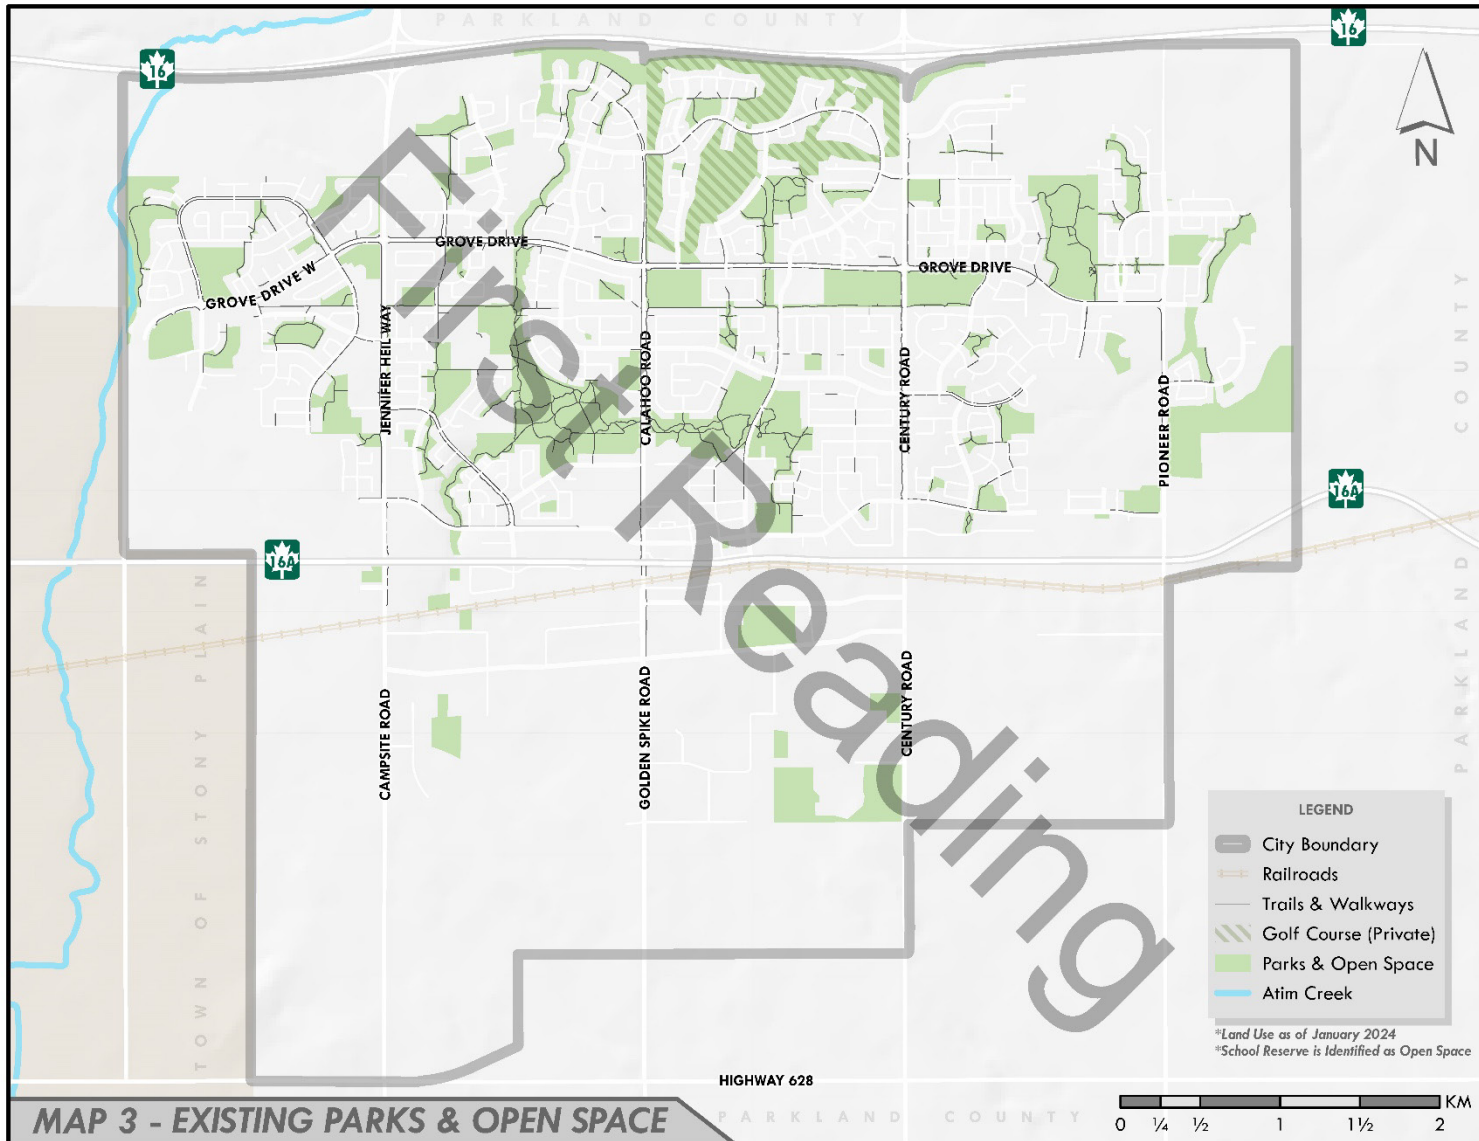 PARKLAND COUNTY
16
16
N
GROVE DRIVE
GROVE DRIVE
GROVE DRIVE W
JENNIFER HEIL WAY
CALAHOO ROAD
CENTURY ROAD
PIONEER ROAD
COUNTY
PARKLAND
16A
16A
TOWN OF STONY PLAIN
CAMPSITE ROAD
GOLDEN SPIKE ROAD
CENTURY ROAD
First Reading
LEGEND
City Boundary
Railroads
Trails & Walkways
Golf Course (Private)
Parks & Open Space
Atim Creek
*Land Use as of January 2024
*School Reserve is Identified as Open Space
HIGHWAY 628
MAP 3 - EXISTING PARKS & OPEN SPACE
PARKLAND COUNTY
KM
0 ¼ ½ 1 1½ 2